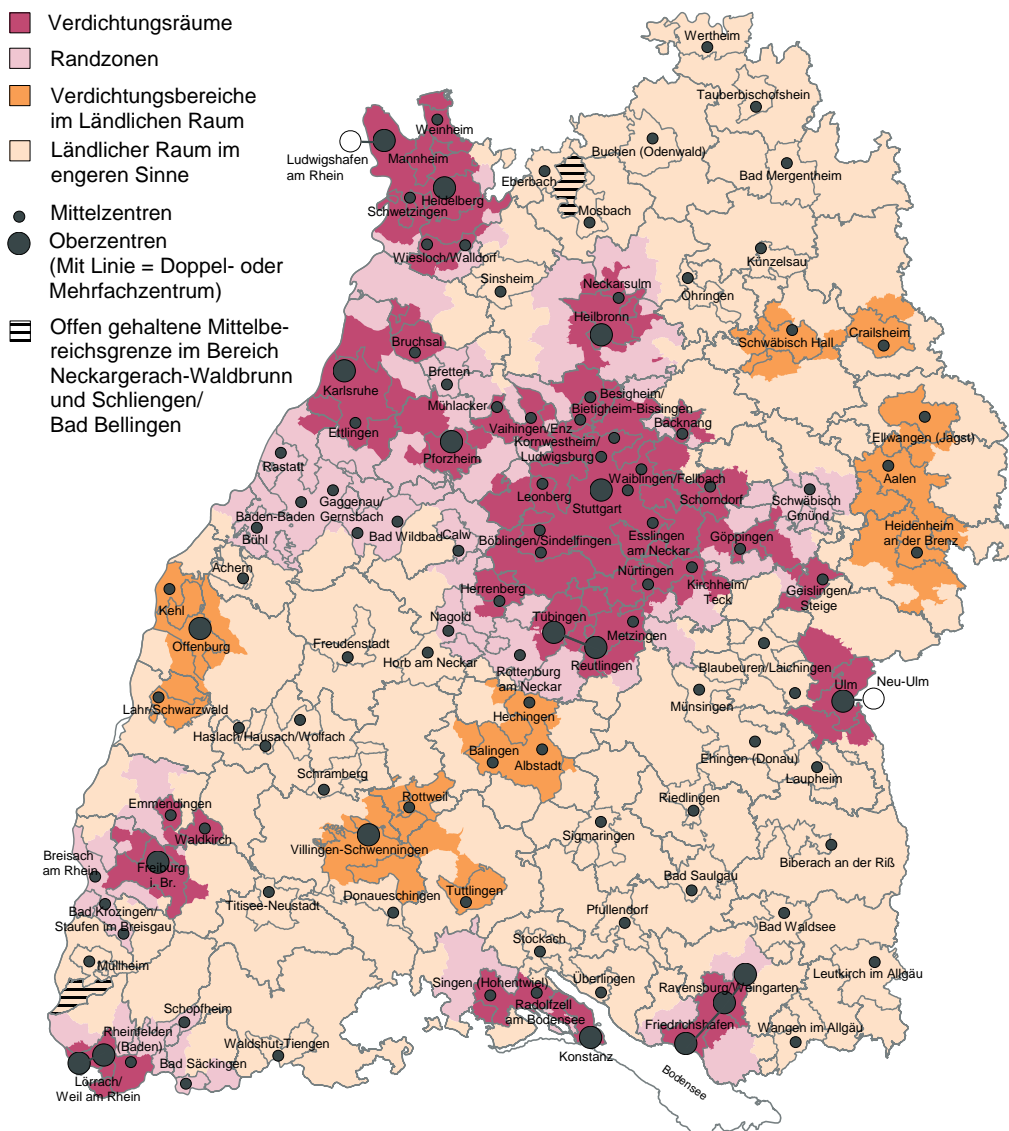 Verdichtungsräume
Randzonen
Verdichtungsbereiche
im Ländlichen Raum
Ländlicher Raum im
engeren Sinne
Mittelzentren
Oberzentren
(Mit Linie = Doppel- oder
Mehrfachzentrum)
Offen gehaltene Mittelbe-
reichsgrenze im Bereich
Neckargerach-Waldbrunn
und Schliengen/
Bad Bellingen
Wertheim
Tauberbischofshein
Weinheim
Buchen (Odenwald)
Ludwigshafen
am Rhein
Mannheim
Bad Mergentheim
Eberbach
Heidelberg
Schwetzingen
Mosbach
Wiesloch/Walldorf
Künzelsau
Sinsheim
Neckarsulm
Öhringen
Heilbronn
Schwäbisch Hall
Crailsheim
Bruchsal
Bretten
Karlsruhe
Mühlacker
Besigheim/
Bietigheim-Bissingen
Backnang
Vaihingen/Enz
Ettlingen
Kornwestheim/
Ludwigsburg
Ellwangen (Jagst)
Pforzheim
Rastatt
Waiblingen/Fellbach
Aalen
Leonberg
Stuttgart
Schorndorf
Schwäbisch
Gmünd
Gaggenau/
Gernsbach
Baden-Baden
Bühl
Bad Wildbad
Calw
Böblingen/Sindelfingen
Esslingen
am Neckar
Göppingen
Heidenheim
an der Brenz
Achern
Nürtingen
Kirchheim/
Teck
Geislingen/
Steige
Herrenberg
Kehl
Nagold
Tübingen
Metzingen
Offenburg
Freudenstadt
Horb am Neckar
Reutlingen
Rottenburg
am Neckar
Blaubeuren/Laichingen
Ulm
Neu-Ulm
Lahr/Schwarzwald
Hechingen
Münsingen
Haslach/Hausach/Wolfach
Balingen
Albstadt
Ehingen (Donau)
Laupheim
Schramberg
Rottweil
Riedlingen
Emmendingen
Waldkirch
Villingen-Schwenningen
Sigmaringen
Biberach an der Riß
Breisach
am Rhein
Freiburg
i. Br.
Bad Saulgau
Titisee-Neustadt
Donaueschingen
Tuttlingen
Bad Krozingen/
Staufen im Breisgau
Pfullendorf
Bad Waldsee
Stockach
Müllheim
Leutkirch im Allgäu
Singen (Hohentwiel)
Überlingen
Ravensburg/Weingarten
Radolfzell
am Bodensee
Schopfheim
Friedrichshafen
Wangen im Allgäu
Rheinfelden
(Baden)
Waldshut-Tiengen
Konstanz
Bad Säckingen
Lörrach/
Weil am Rhein
Bodensee